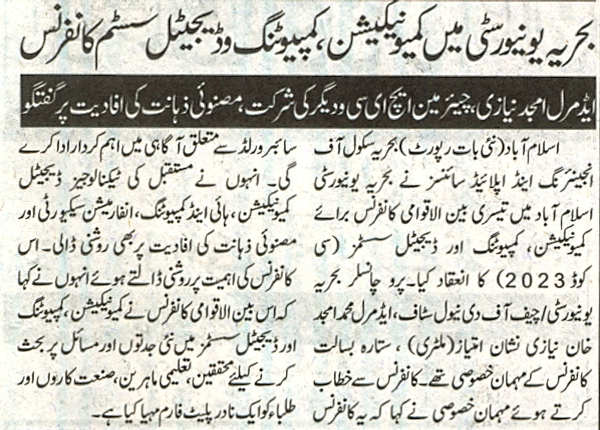 بحریہ یونیورسٹی میں کمیونیکیشن، کمپیوٹنگ و ڈیجیٹل سسٹم کانفرنس
ایڈمرل امجد نیازی، چیئرمین ایچ ای سی و دیگر کی شرکت، مصنوعی ذہانت کی افادیت پر گفتگو
اسلام آباد (نئی بات رپورٹ) بحریہ سکول آف
انجینئرنگ اینڈ اپلائیڈ سائنسز نے بحریہ یونیورسٹی
اسلام آباد میں تیسری بین الاقوامی کانفرنس برائے
کمیونیکیشن، کمپیوٹنگ اور ڈیجیٹل سسٹمز (سی
کوڈ 2023) کا انعقاد کیا۔ پرو چانسلر بحریہ
یونیورسٹی/چیف آف دی نیول سٹاف، ایڈمرل محمد امجد
خان نیازی نشان امتیاز (ملٹری)، ستارہ بسالت
کانفرنس کے مہمان خصوصی تھے۔ کانفرنس سے خطاب
کرتے ہوئے مہمان خصوصی نے کہا کہ یہ کانفرنس
سائبر ورلڈ سے متعلق آگاہی میں اہم کردار ادا کرے
گی۔ انہوں نے مستقبل کی ٹیکنالوجیز ڈیجیٹل
کمیونیکیشن، ہائی اینڈ کمپیوٹنگ، انفارمیشن سیکیورٹی اور
مصنوعی ذہانت کی افادیت پر بھی روشنی ڈالی۔ اس
کانفرنس کی اہمیت پر روشنی ڈالتے ہوئے انہوں نے کہا
کہ اس بین الاقوامی کانفرنس نے کمیونیکیشن، کمپیوٹنگ
اور ڈیجیٹل سسٹمز میں نئی جدتوں اور مسائل پر بحث
کرنے کیلئے محققین، تعلیمی ماہرین، صنعت کاروں اور
طلباء کو ایک نادر پلیٹ فارم مہیا کیا ہے۔